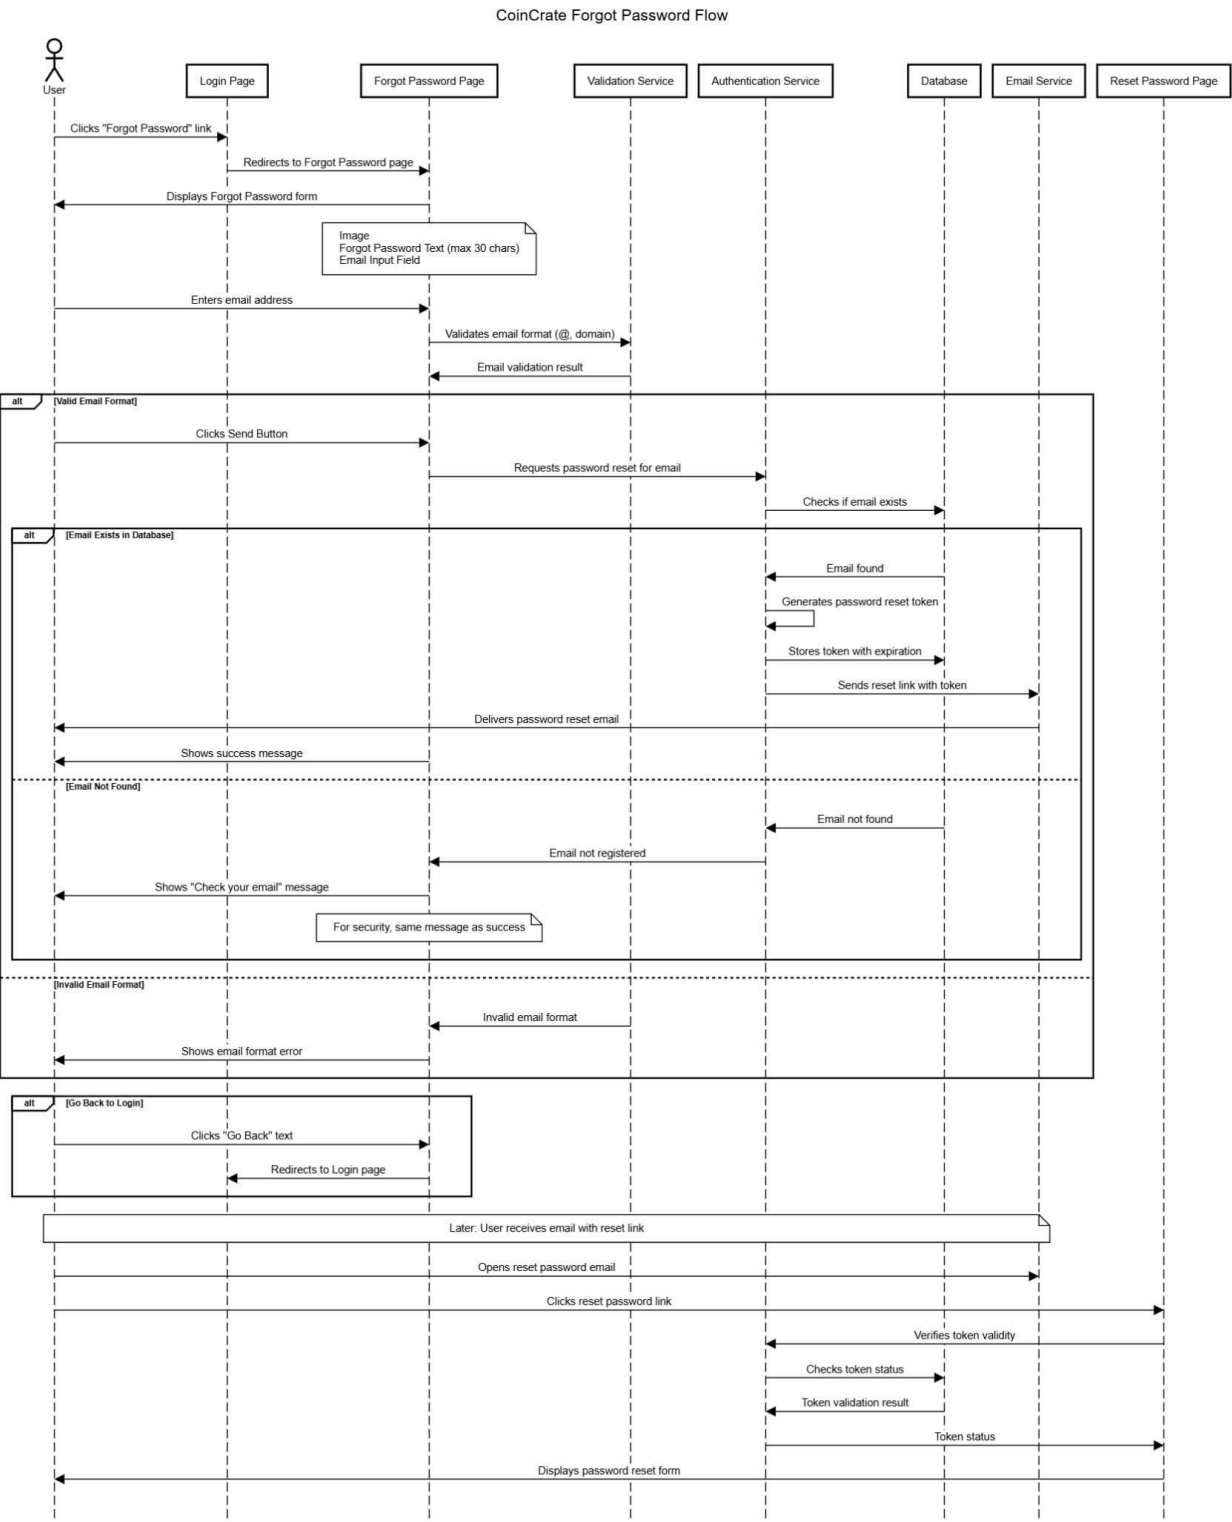 CoinCrate Forgot Password Flow
User
Login Page
Forgot Password Page
Validation Service
Authentication Service
Database
Email Service
Reset Password Page
Clicks "Forgot Password" link
Redirects to Forgot Password page
Displays Forgot Password form
Image
Forgot Password Text (max 30 chars)
Email Input Field
Enters email address
Validates email format (@, domain)
Email validation result
alt
[Valid Email Format]
Clicks Send Button
Requests password reset for email
Checks if email exists
alt
[Email Exists in Database]
Email found
Generates password reset token
Stores token with expiration
Sends reset link with token
Delivers password reset email
Shows success message
[Email Not Found]
Email not found
Email not registered
Shows "Check your email" message
For security, same message as success
[Invalid Email Format]
Invalid email format
Shows email format error
alt
[Go Back to Login]
Clicks "Go Back" text
Redirects to Login page
Later: User receives email with reset link
Opens reset password email
Clicks reset password link
Verifies token validity
Checks token status
Token validation result
Token status
Displays password reset form